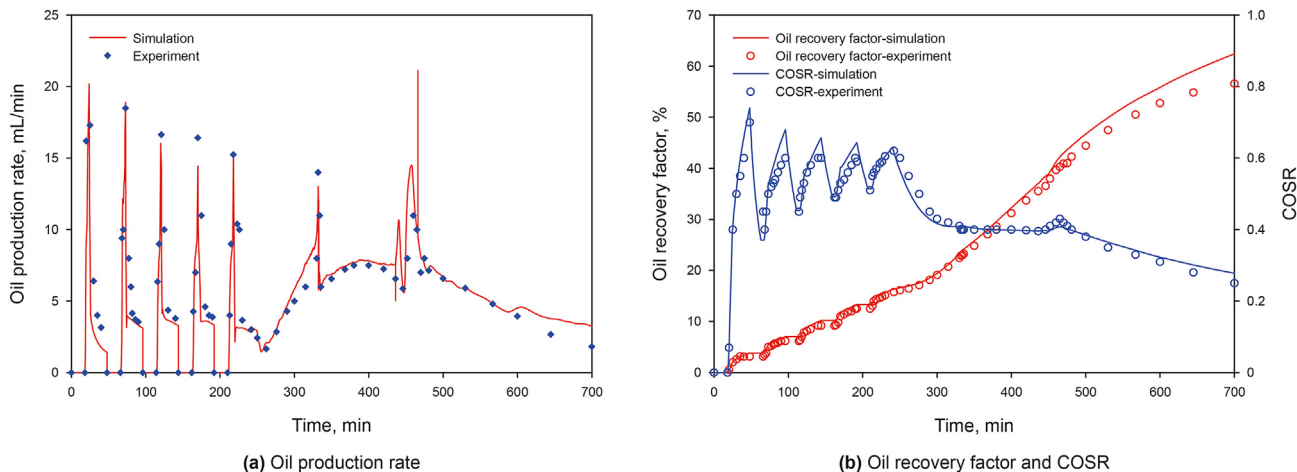 25
20
15
10
5
0
Oil production rate, mL/min
Simulation
Experiment
0 100 200 300 400 500 600 700
Time, min
(a) Oil production rate
70
60
50
40
30
20
10
0
Oil recovery factor, %
Oil recovery factor-simulation
Oil recovery factor-experiment
COSR-simulation
COSR-experiment
1.0
0.8
0.6
0.4
0.2
0
COSR
0 100 200 300 400 500 600 700
Time, min
(b) Oil recovery factor and COSR